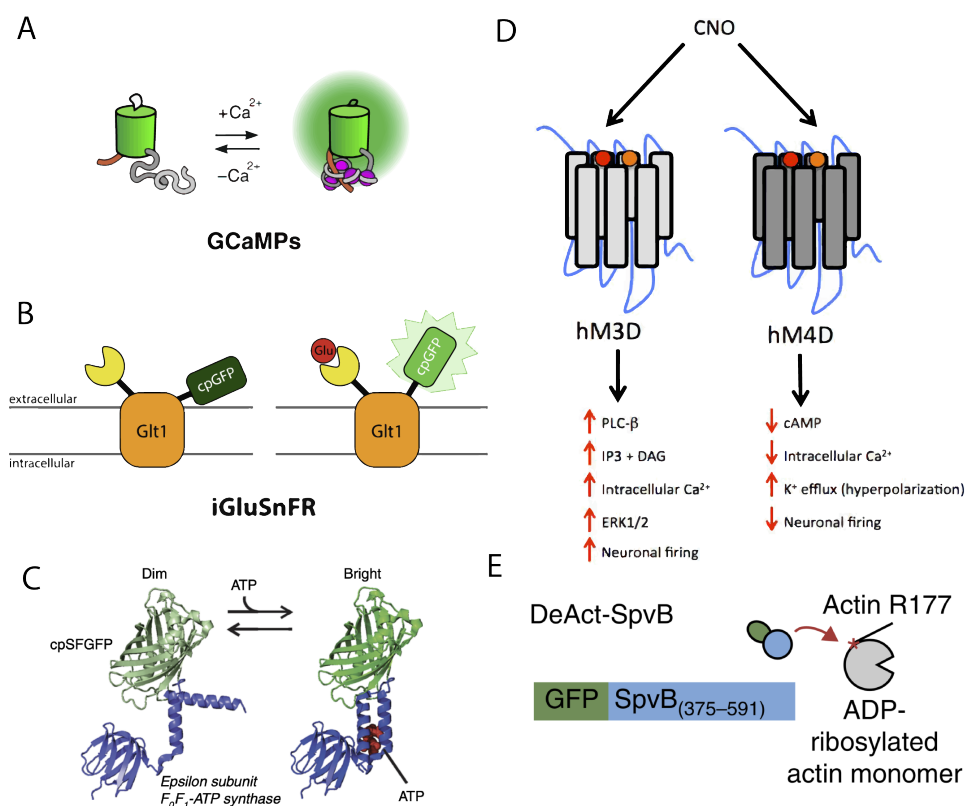 A
+Ca²⁺
−Ca²⁺
GCaMPs
B
Glu
cpGFP
cpGFP
extracellular
Glt1
Glt1
intracellular
iGluSnFR
C
Dim
ATP
Bright
cpSFGFP
Epsilon subunit
F₀F₁-ATP synthase
ATP
D
CNO
hM3D
hM4D
PLC-β
IP3 + DAG
Intracellular Ca²⁺
ERK1/2
Neuronal firing
cAMP
Intracellular Ca²⁺
K⁺ efflux (hyperpolarization)
Neuronal firing
E
DeAct-SpvB
Actin R177
GFP SpvB₍₃₇₅₋₅₉₁₎
ADP-
ribosylated
actin monomer